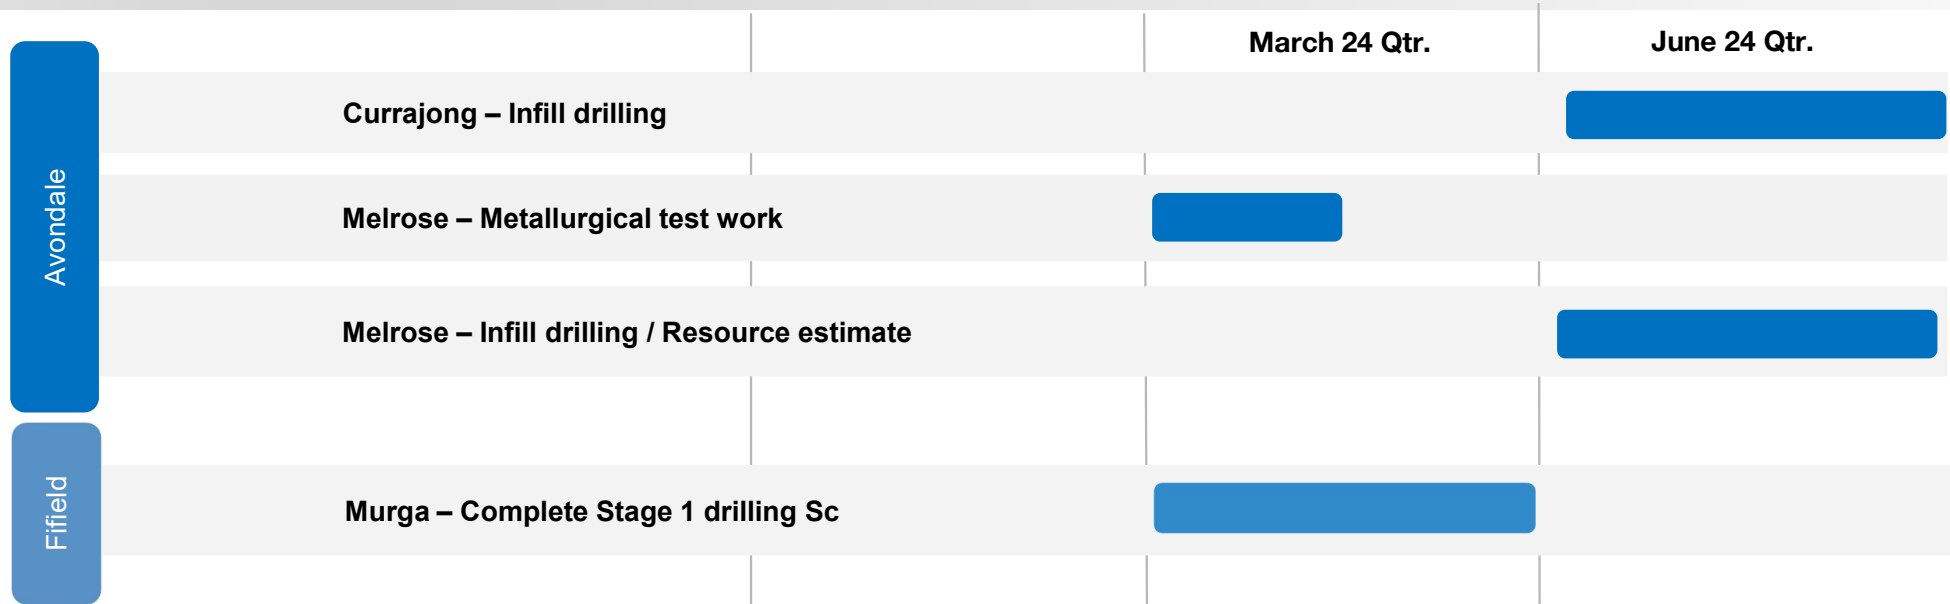 March 24 Qtr.
June 24 Qtr.
Avondale
Currajong – Infill drilling
Melrose – Metallurgical test work
Melrose – Infill drilling / Resource estimate
Fifield
Murga – Complete Stage 1 drilling Sc